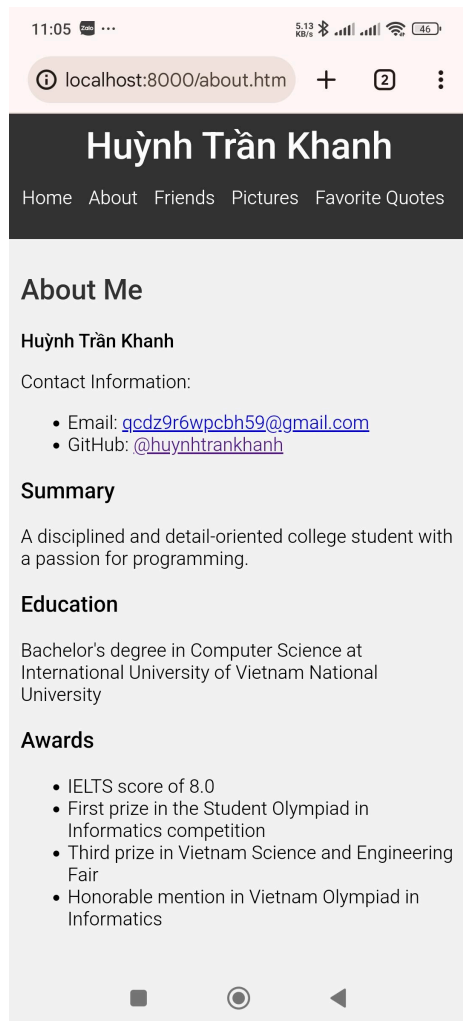 11:05 Zalo ... 5.13 KB/s 46
localhost:8000/about.htm 2
Huỳnh Trần Khanh
Home About Friends Pictures Favorite Quotes
About Me
Huỳnh Trần Khanh
Contact Information:
• Email: qcdz9r6wpcbh59@gmail.com
• GitHub: @huynhtrankhanh
Summary
A disciplined and detail-oriented college student with
a passion for programming.
Education
Bachelor's degree in Computer Science at
International University of Vietnam National
University
Awards
• IELTS score of 8.0
• First prize in the Student Olympiad in
Informatics competition
• Third prize in Vietnam Science and Engineering
Fair
• Honorable mention in Vietnam Olympiad in
Informatics